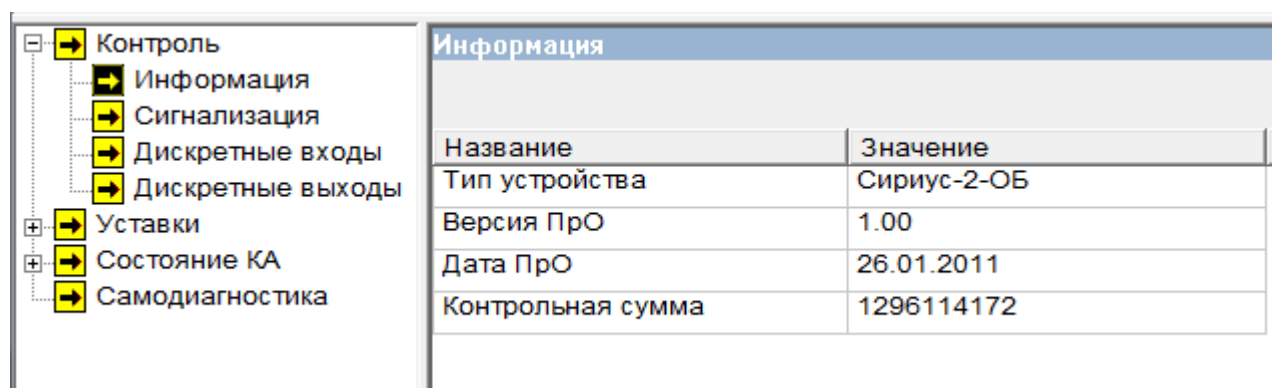 Контроль
Информация
Сигнализация
Дискретные входы
Дискретные выходы
Уставки
Состояние КА
Самодиагностика
Информация
Название Значение
Тип устройства Сириус-2-ОБ
Версия ПрО 1.00
Дата ПрО 26.01.2011
Контрольная сумма 1296114172